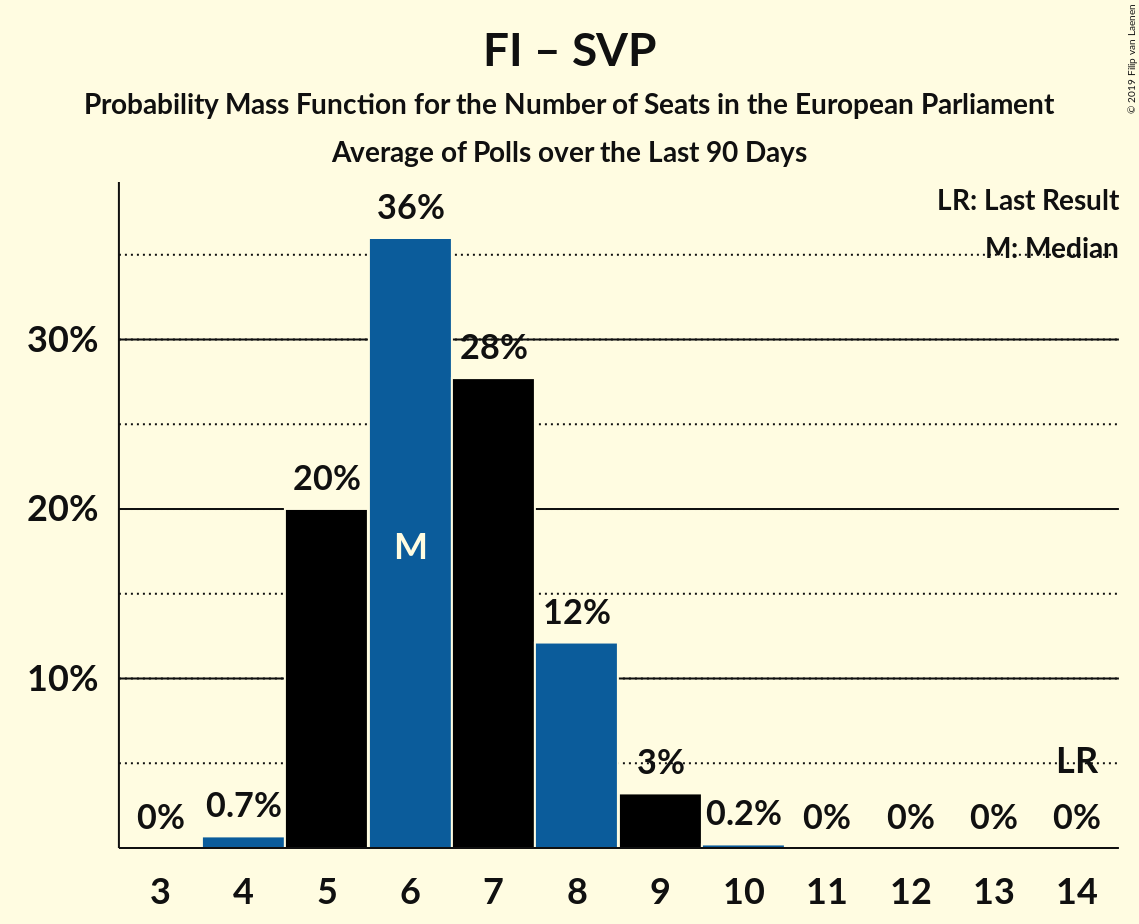 FI – SVP
Probability Mass Function for the Number of Seats in the European Parliament
Average of Polls over the Last 90 Days
© 2019 Filip van Laenen
LR: Last Result
M: Median
36%
30%
28%
20%
20%
M
12%
10%
3%
LR
0%
0.7%
0.2%
0%
0%
0%
0%
3 4 5 6 7 8 9 10 11 12 13 14